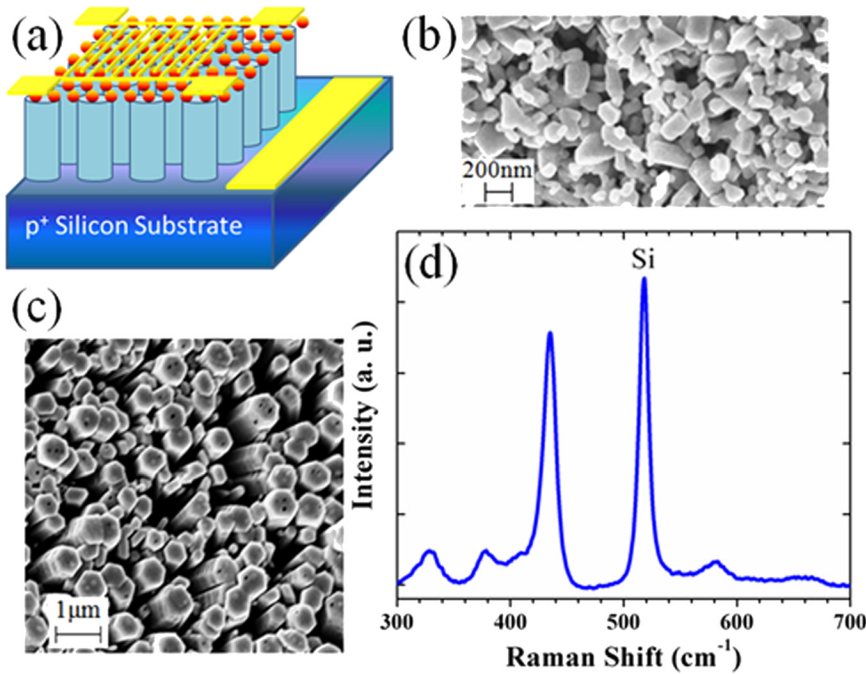 (a)
p⁺ Silicon Substrate
(b)
200nm
(c)
1μm
(d)
Si
Intensity (a. u.)
300
400
500
600
700
Raman Shift (cm⁻¹)